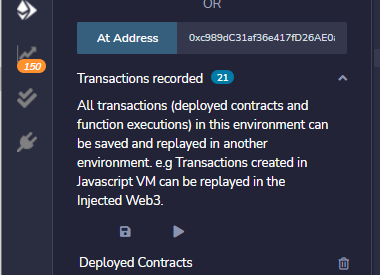 OR
At Address 0xc989dC31af36e417fD26AE0a
150
Transactions recorded 21
All transactions (deployed contracts and
function executions) in this environment can
be saved and replayed in another
environment. e.g Transactions created in
Javascript VM can be replayed in the
Injected Web3.
Deployed Contracts